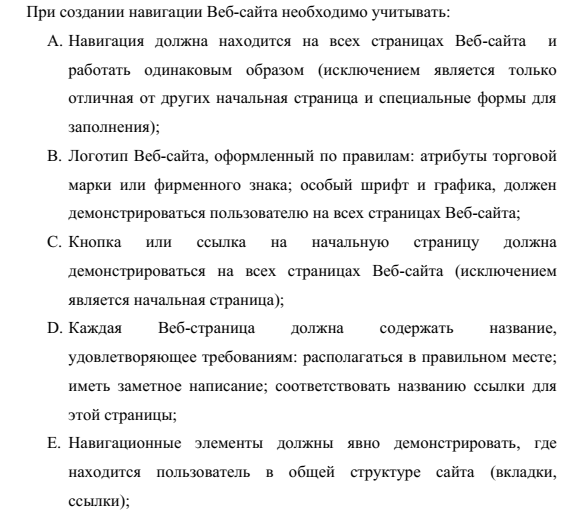 При создании навигации Веб-сайта необходимо учитывать:
A. Навигация должна находится на всех страницах Веб-сайта и
работать одинаковым образом (исключением является только
отличная от других начальная страница и специальные формы для
заполнения);
B. Логотип Веб-сайта, оформленный по правилам: атрибуты торговой
марки или фирменного знака; особый шрифт и графика, должен
демонстрироваться пользователю на всех страницах Веб-сайта;
C. Кнопка или ссылка на начальную страницу должна
демонстрироваться на всех страницах Веб-сайта (исключением
является начальная страница);
D. Каждая Веб-страница должна содержать название,
удовлетворяющее требованиям: располагаться в правильном месте;
иметь заметное написание; соответствовать названию ссылки для
этой страницы;
E. Навигационные элементы должны явно демонстрировать, где
находится пользователь в общей структуре сайта (вкладки,
ссылки);